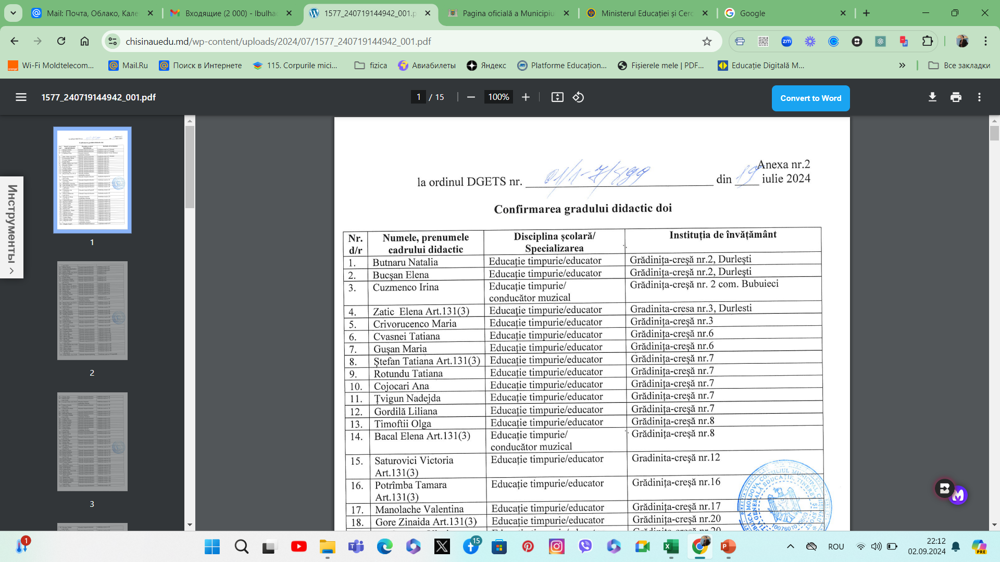 Mail: Почта, Облако, Кале
Входящие (2 000) - lbulha
1577_240719144942_001.p
Pagina oficială a Municipiu
Ministerul Educației și Cerc
Google
chisinauedu.md/wp-content/uploads/2024/07/1577_240719144942_001.pdf
Wi-Fi Moldtelecom...
Mail.Ru
Поиск в Интернете
115. Corpurile mici...
fizica
Авиабилеты
Яндекс
Platforme Education...
Fișierele mele | PDF...
Educație Digitală M...
Все закладки
1577_240719144942_001.pdf
1 / 15
100%
Convert to Word
Инструменты
1
2
3
Anexa nr.2
la ordinul DGETS nr. 01/1-7/899 din 19 iulie 2024
Confirmarea gradului didactic doi
Nr. d/r Numele, prenumele cadrului didactic Disciplina școlară/ Specializarea Instituția de învățământ
1. Butnaru Natalia Educație timpurie/educator Grădinița-creșă nr.2, Durlești
2. Bucșan Elena Educație timpurie/educator Grădinița-creșă nr.2, Durlești
3. Cuzmenco Irina Educație timpurie/ Grădinița-creșă nr. 2 com. Bubuieci
conducător muzical
4. Zatic Elena Art.131(3) Educație timpurie/educator Gradinita-cresa nr.3, Durlesti
5. Crivorucenco Maria Educație timpurie/educator Grădinița-creșă nr.3
6. Cvasnei Tatiana Educație timpurie/educator Grădinița-creșă nr.6
7. Gușan Maria Educație timpurie/educator Grădinița-creșă nr.6
8. Ștefan Tatiana Art.131(3) Educație timpurie/educator Grădinița-creșă nr.7
9. Rotundu Tatiana Educație timpurie/educator Grădinița-creșă nr.7
10. Cojocari Ana Educație timpurie/educator Grădinița-creșă nr.7
11. Țvigun Nadejda Educație timpurie/educator Grădinița-creșă nr.7
12. Gordilă Liliana Educație timpurie/educator Grădinița-creșă nr.7
13. Timoftii Olga Educație timpurie/educator Grădinița-creșă nr.8
14. Bacal Elena Art.131(3) Educație timpurie/ Grădinița-creșă nr.8
conducător muzical
15. Saturovici Victoria Educație timpurie/educator Gradinita-creşă nr.12
Art.131(3)
16. Potrîmba Tamara Educație timpurie/educator Grădinița-creșă nr.16
Art.131(3)
17. Manolache Valentina Educație timpurie/educator Grădinița-creșă nr.17
18. Gore Zinaida Art.131(3) Educație timpurie/educator Grădinița-creșă nr.20
1
15
PRE
ROU
22:12
02.09.2024